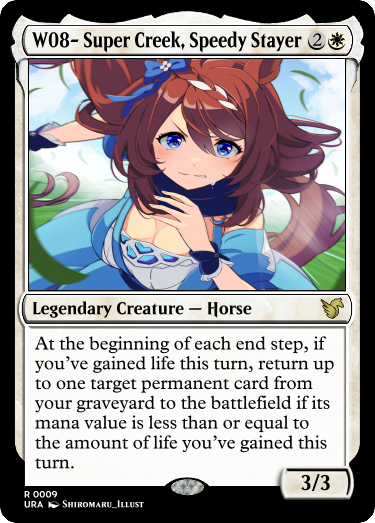 W08- Super Creek, Speedy Stayer 2
Legendary Creature — Horse
At the beginning of each end step, if
you've gained life this turn, return up
to one target permanent card from
your graveyard to the battlefield if its
mana value is less than or equal to
the amount of life you've gained this
turn.
3/3
R 0009
URA Shiromaru_Illust